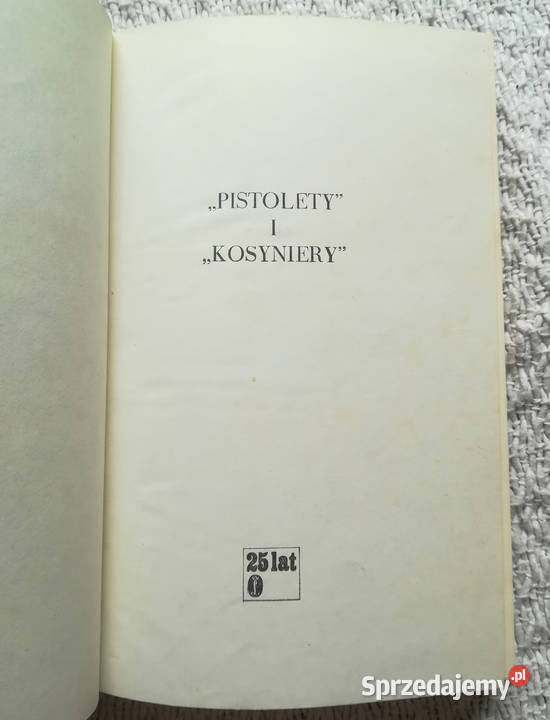 „PISTOLETY”
I
„KOSYNIERY”
25 lat
Sprzedajemy.pl